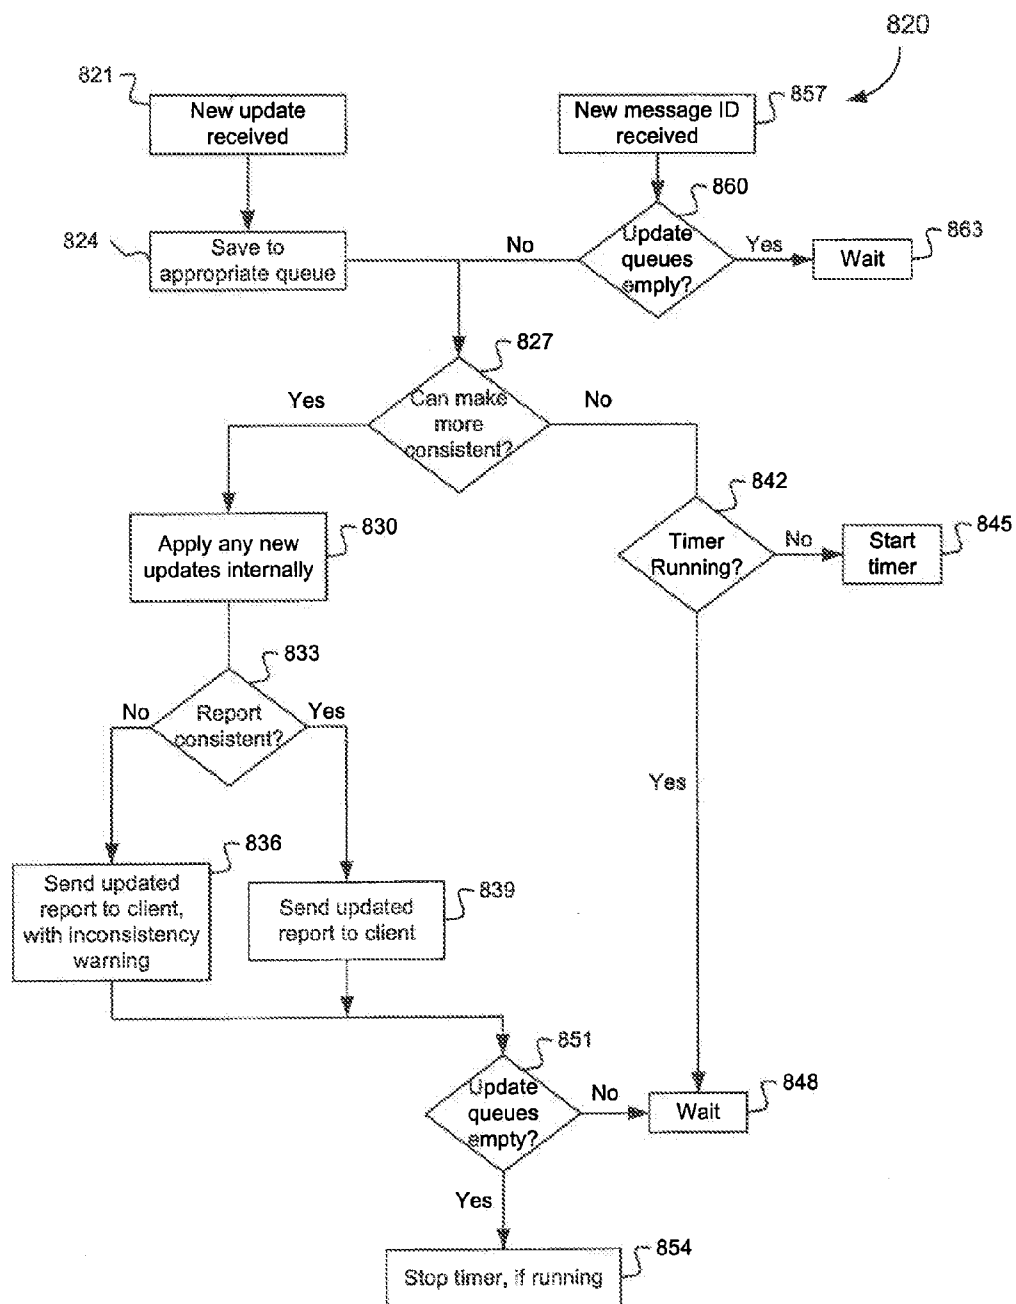 820
821
New update
received
New message ID
received
857
860
824
Save to
appropriate queue
No
Update
queues
emply?
Yes
Wait
863
827
Yes
Can make
more
consistent?
No
842
830
Apply any new
updates internally
Timer
Running?
No
Start
timer
845
833
No
Report
consistent?
Yes
Yes
836
Send updated
report to client,
with inconsistency
warning
839
Send updated
report to client
851
Update
queues
empty?
No
Wait
848
Yes
854
Stop timer, if running